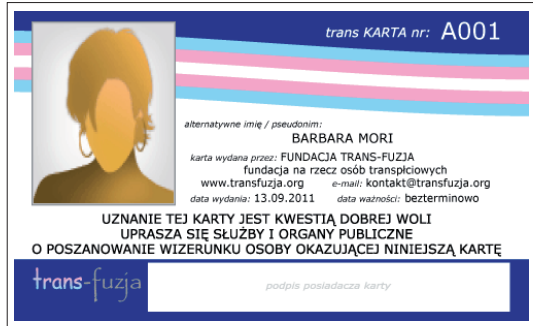 trans KARTA nr: A001
alternatywne imię / pseudonim:
BARBARA MORI
karta wydana przez: FUNDACJA TRANS-FUZJA
fundacja na rzecz osób transpłciowych
www.transfuzja.org e-mail: kontakt@transfuzja.org
data wydania: 13.09.2011 data ważności: bezterminowo
UZNANIE TEJ KARTY JEST KWESTIĄ DOBREJ WOLI
UPRASZA SIĘ SŁUŻBY I ORGANY PUBLICZNE
O POSZANOWANIE WIZERUNKU OSOBY OKAZUJĄCEJ NINIEJSZĄ KARTĘ
trans-fuzja
podpis posiadacza karty